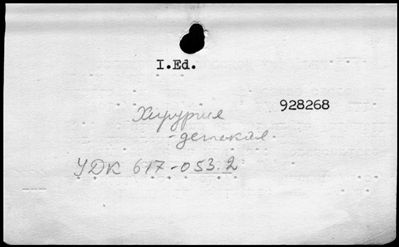 I.Ed.
928268
Хирургия
-детская.
УДК 617-053.2